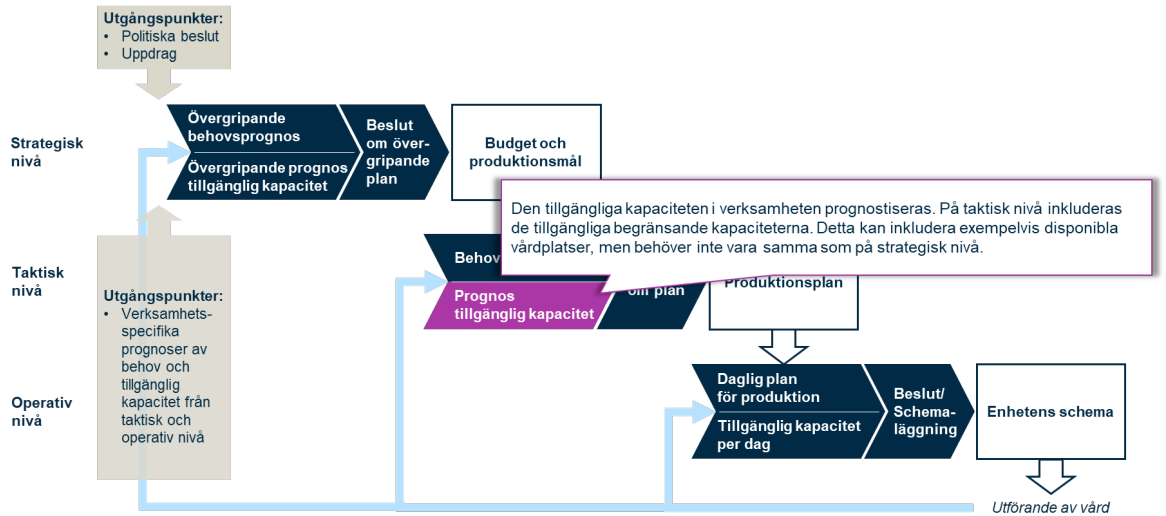 Utgångspunkter:
• Politiska beslut
• Uppdrag
Strategisk
nivå
Övergripande
behovsprognos
Övergripande prognos
tillgänglig kapacitet
Beslut
om över-
gripande
plan
Budget och
produktionsmål
Den tillgängliga kapaciteten i verksamheten prognostiseras. På taktisk nivå inkluderas
de tillgängliga begränsande kapaciteterna. Detta kan inkludera exempelvis disponibla
vårdplatser, men behöver inte vara samma som på strategisk nivå.
Taktisk
nivå
Utgångspunkter:
• Verksamhets-
specifika
prognoser av
behov och
tillgänglig
kapacitet från
taktisk och
operativ nivå
Behov
Prognos
tillgänglig kapacitet
om plan
Produktionsplan
Operativ
nivå
Daglig plan
för produktion
Tillgänglig kapacitet
per dag
Beslut/
Schema-
läggning
Enhetens schema
Utförande av vård